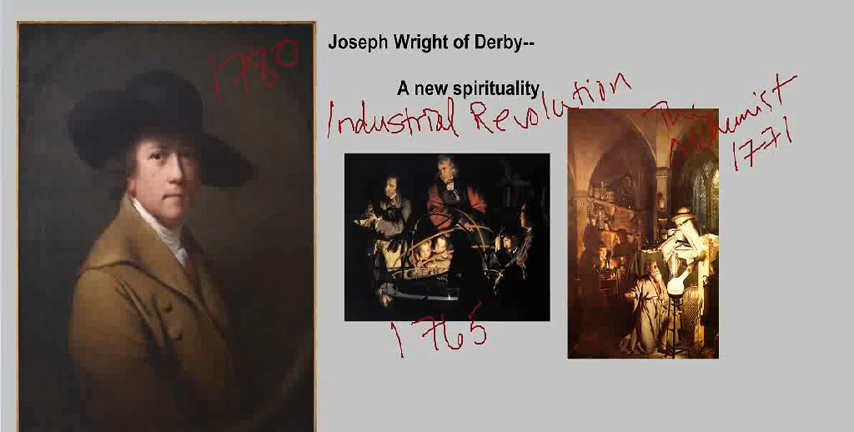 1780
Joseph Wright of Derby--
A new spirituality
Industrial Revolution
The
Alchemist
1771
1765